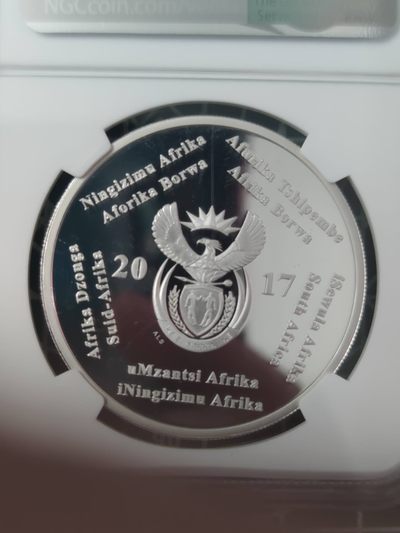 NGCcoin.com
Ningizimu Afrika
Aforika Borwa
Afurika Tshipembe
Afrika Borwa
iSewula Afrika
South Africa
uMzantsi Afrika
iNingizimu Afrika
Afrika Dzonga
Suid-Afrika
20 17
ALS